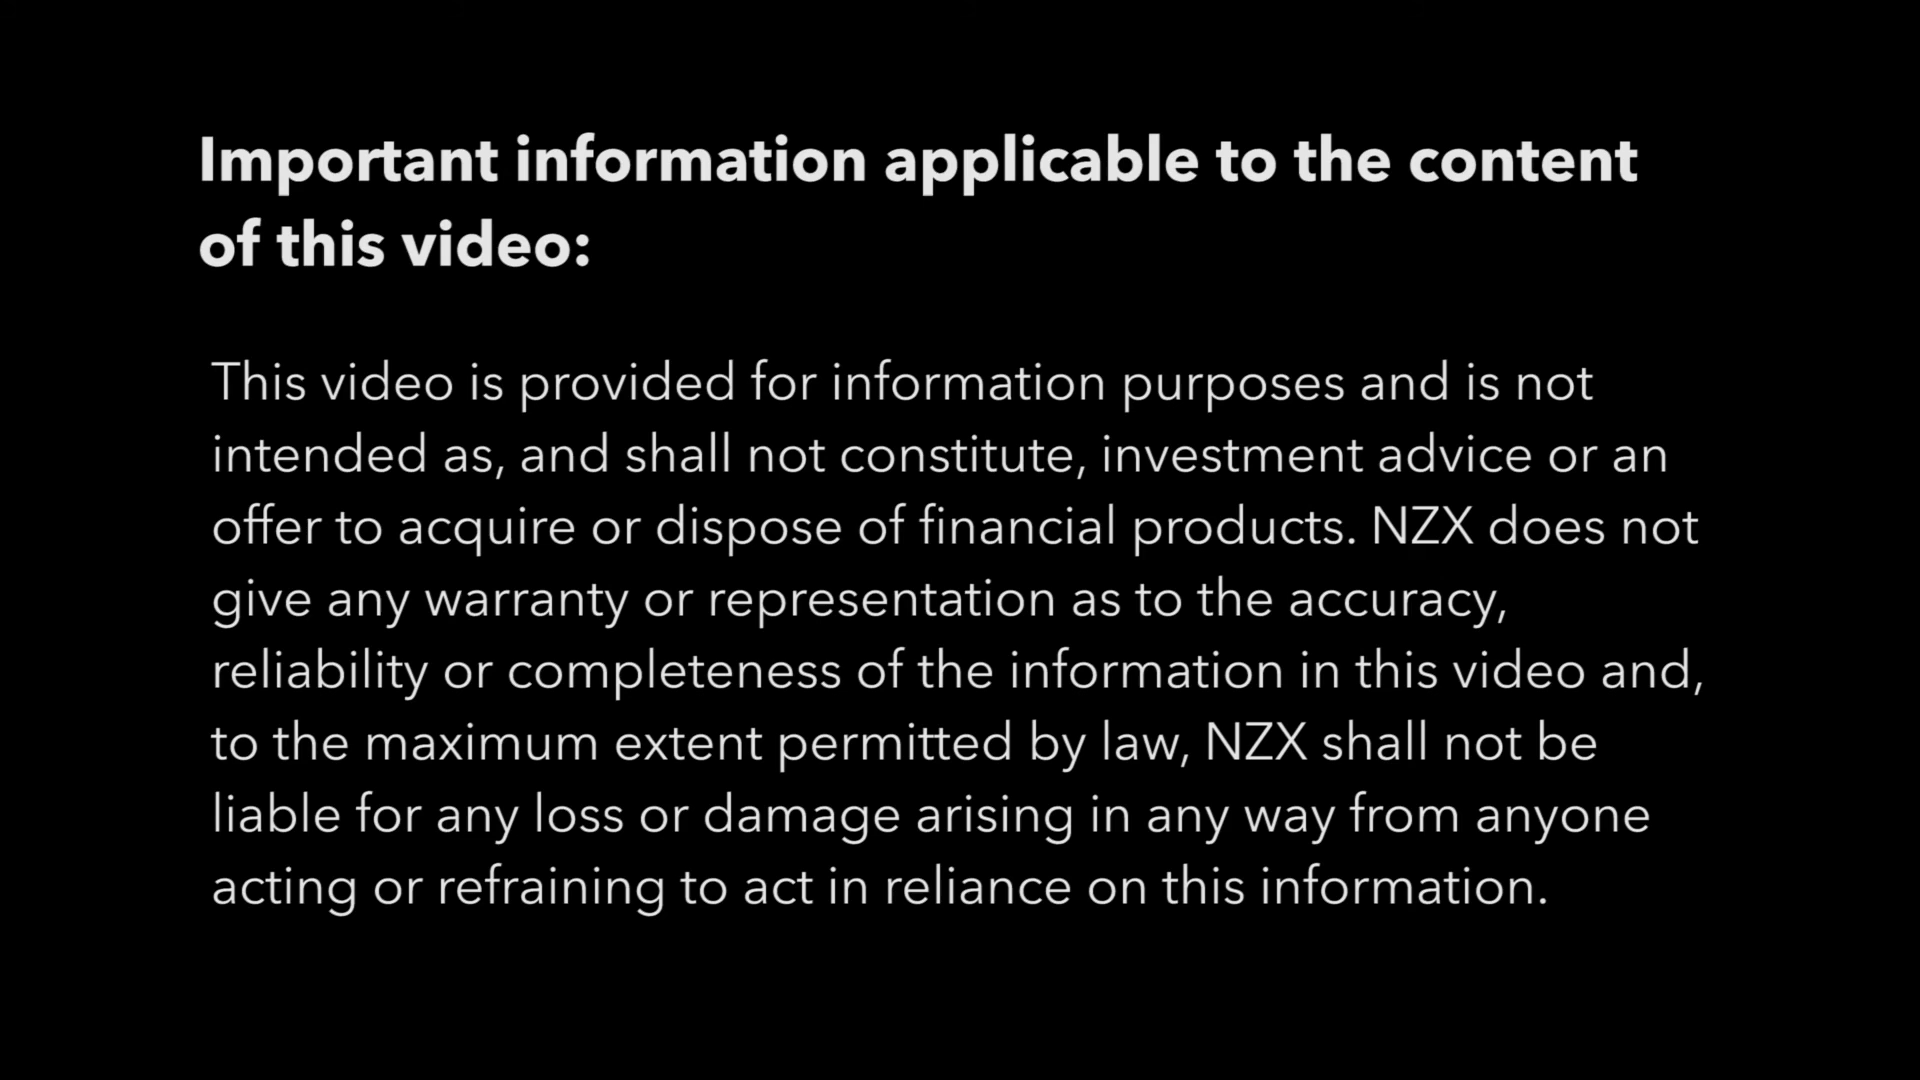 Important information applicable to the content
of this video:
This video is provided for information purposes and is not
intended as, and shall not constitute, investment advice or an
offer to acquire or dispose of financial products. NZX does not
give any warranty or representation as to the accuracy,
reliability or completeness of the information in this video and,
to the maximum extent permitted by law, NZX shall not be
liable for any loss or damage arising in any way from anyone
acting or refraining to act in reliance on this information.